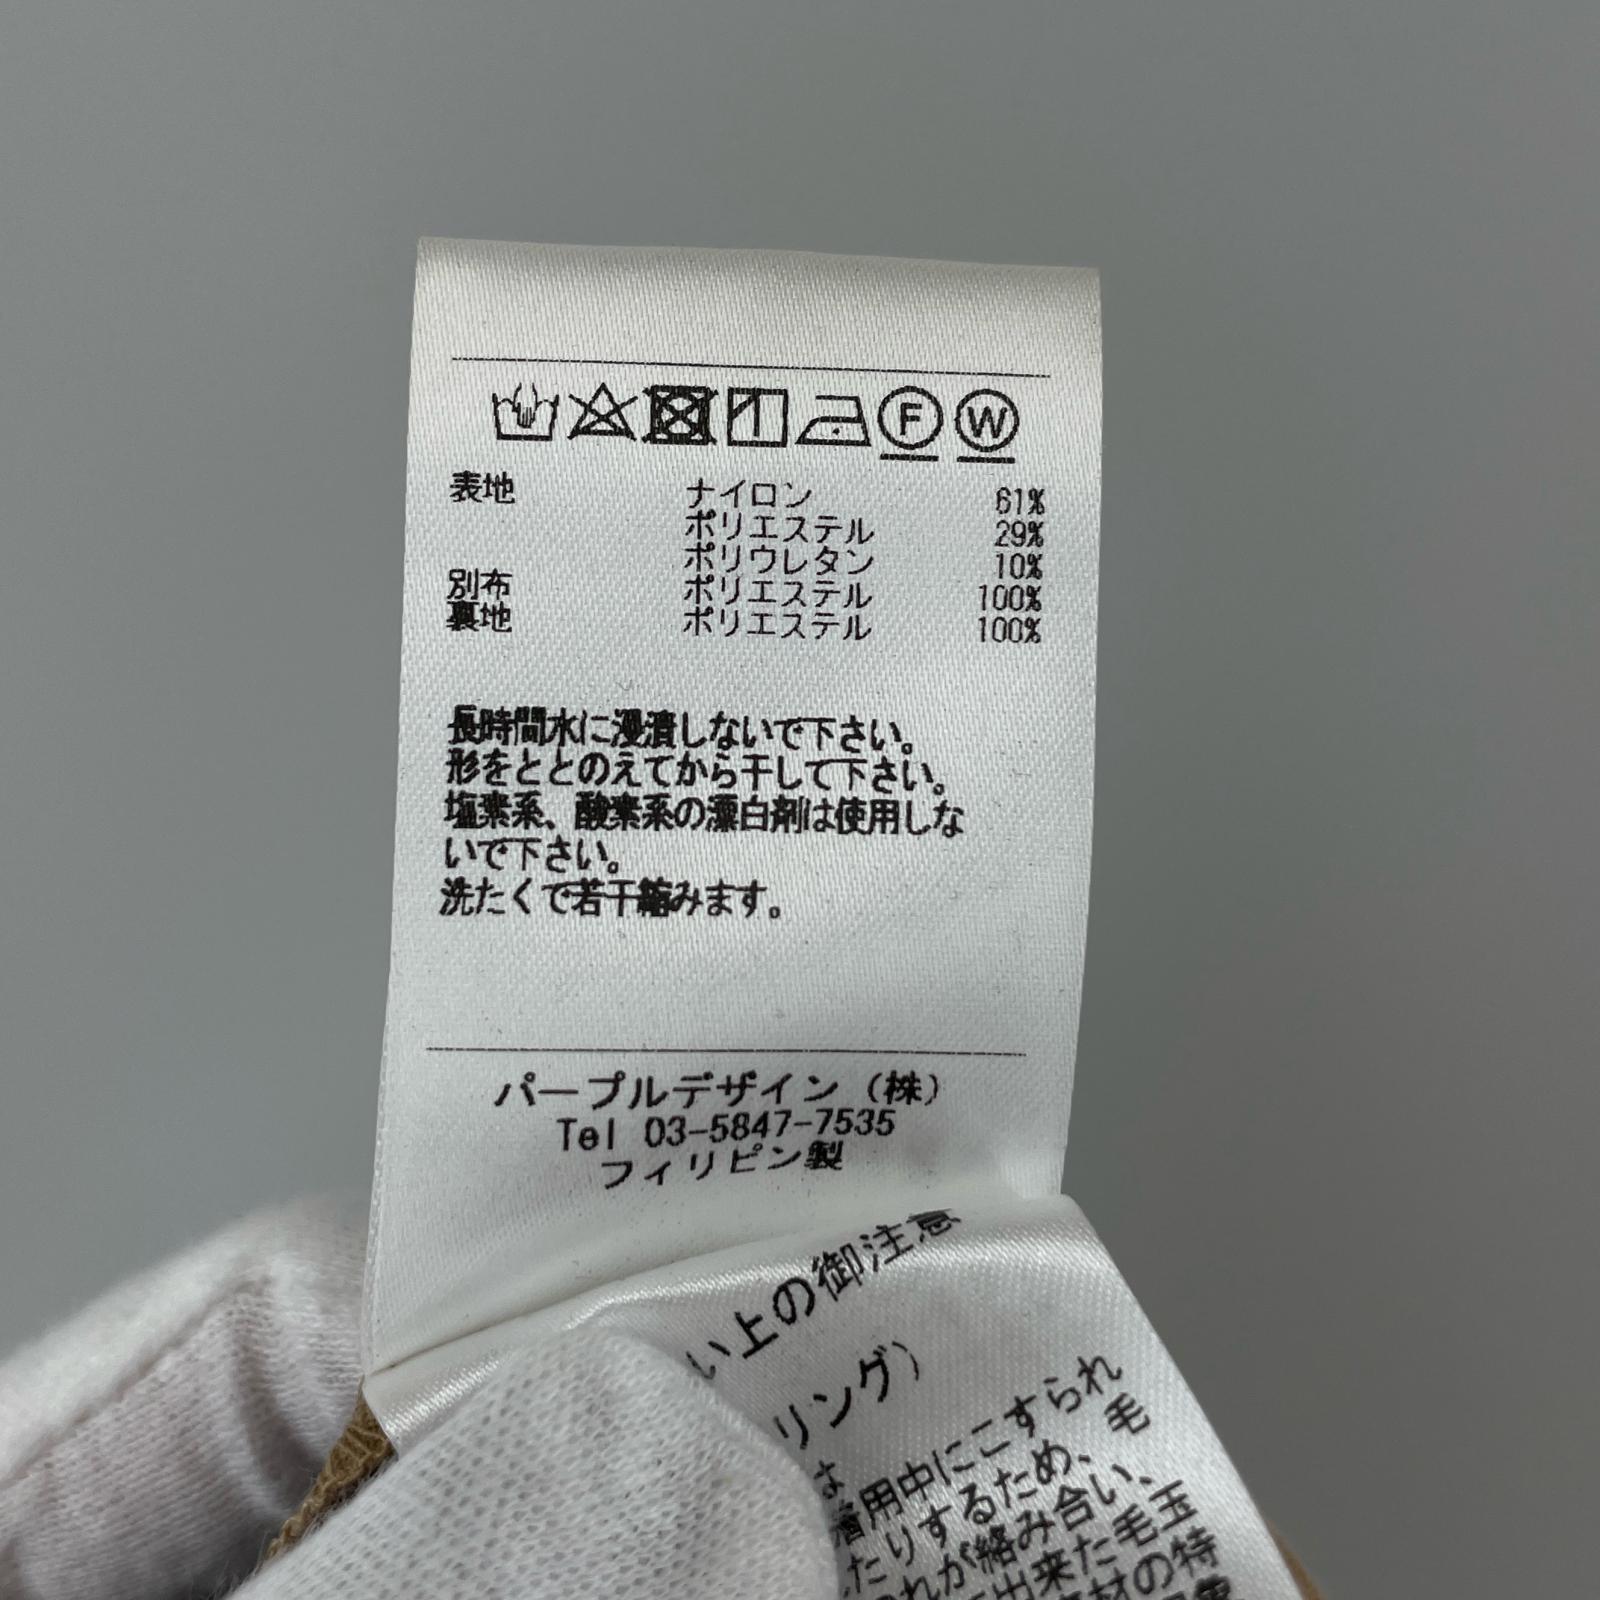 F W
表地 ナイロン 61%
ポリエステル 29%
ポリウレタン 10%
別布 ポリエステル 100%
裏地 ポリエステル 100%
長時間水に浸漬しないで下さい。
形をととのえてから干して下さい。
塩素系、酸素系の漂白剤は使用しな
いで下さい。
洗たくで若干縮みます。
パープルデザイン（株）
Tel 03-5847-7535
フィリピン製
い上の御注意
リング）
は
着用中にこすられ
たりするため、毛
れが絡み合い、
出来た毛玉
材の特